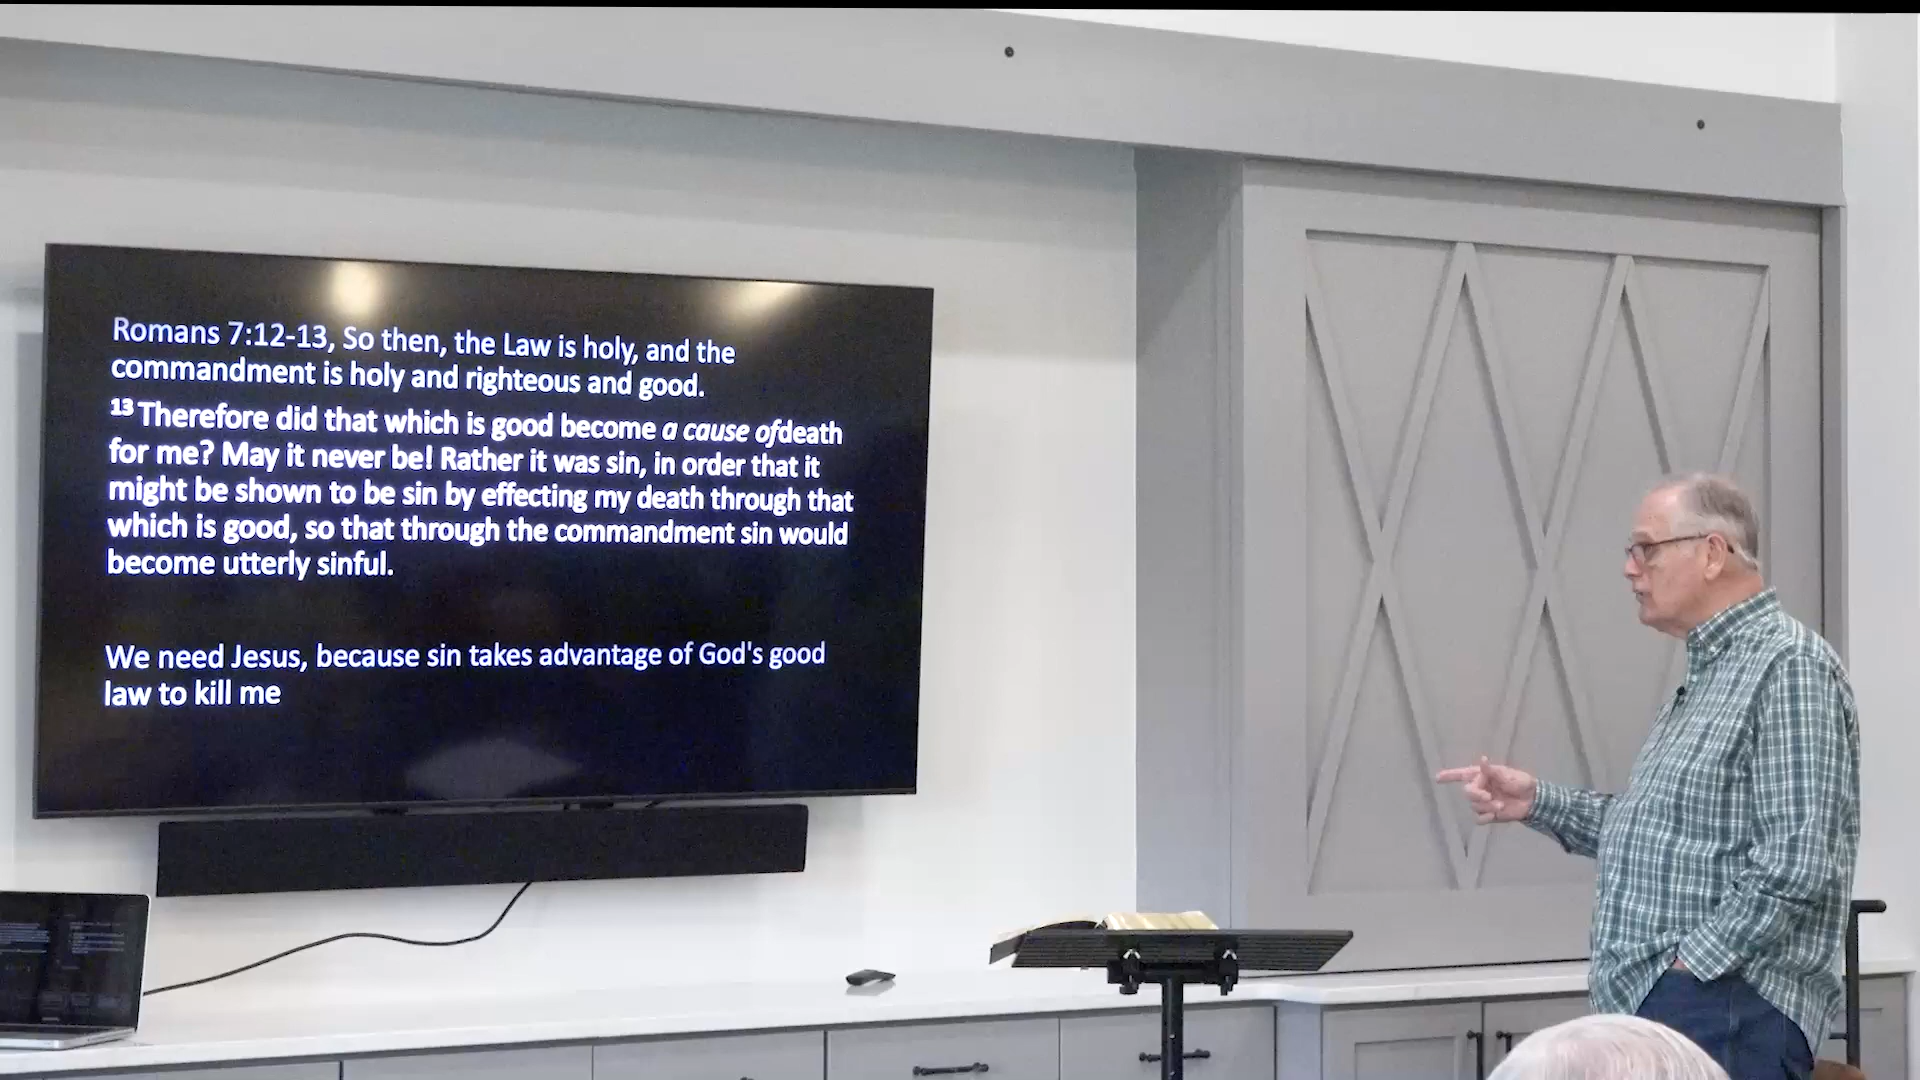 Romans 7:12-13, So then, the Law is holy, and the
commandment is holy and righteous and good.
¹³ Therefore did that which is good become a cause ofdeath
for me? May it never be! Rather it was sin, in order that it
might be shown to be sin by effecting my death through that
which is good, so that through the commandment sin would
become utterly sinful.
We need Jesus, because sin takes advantage of God's good
law to kill me